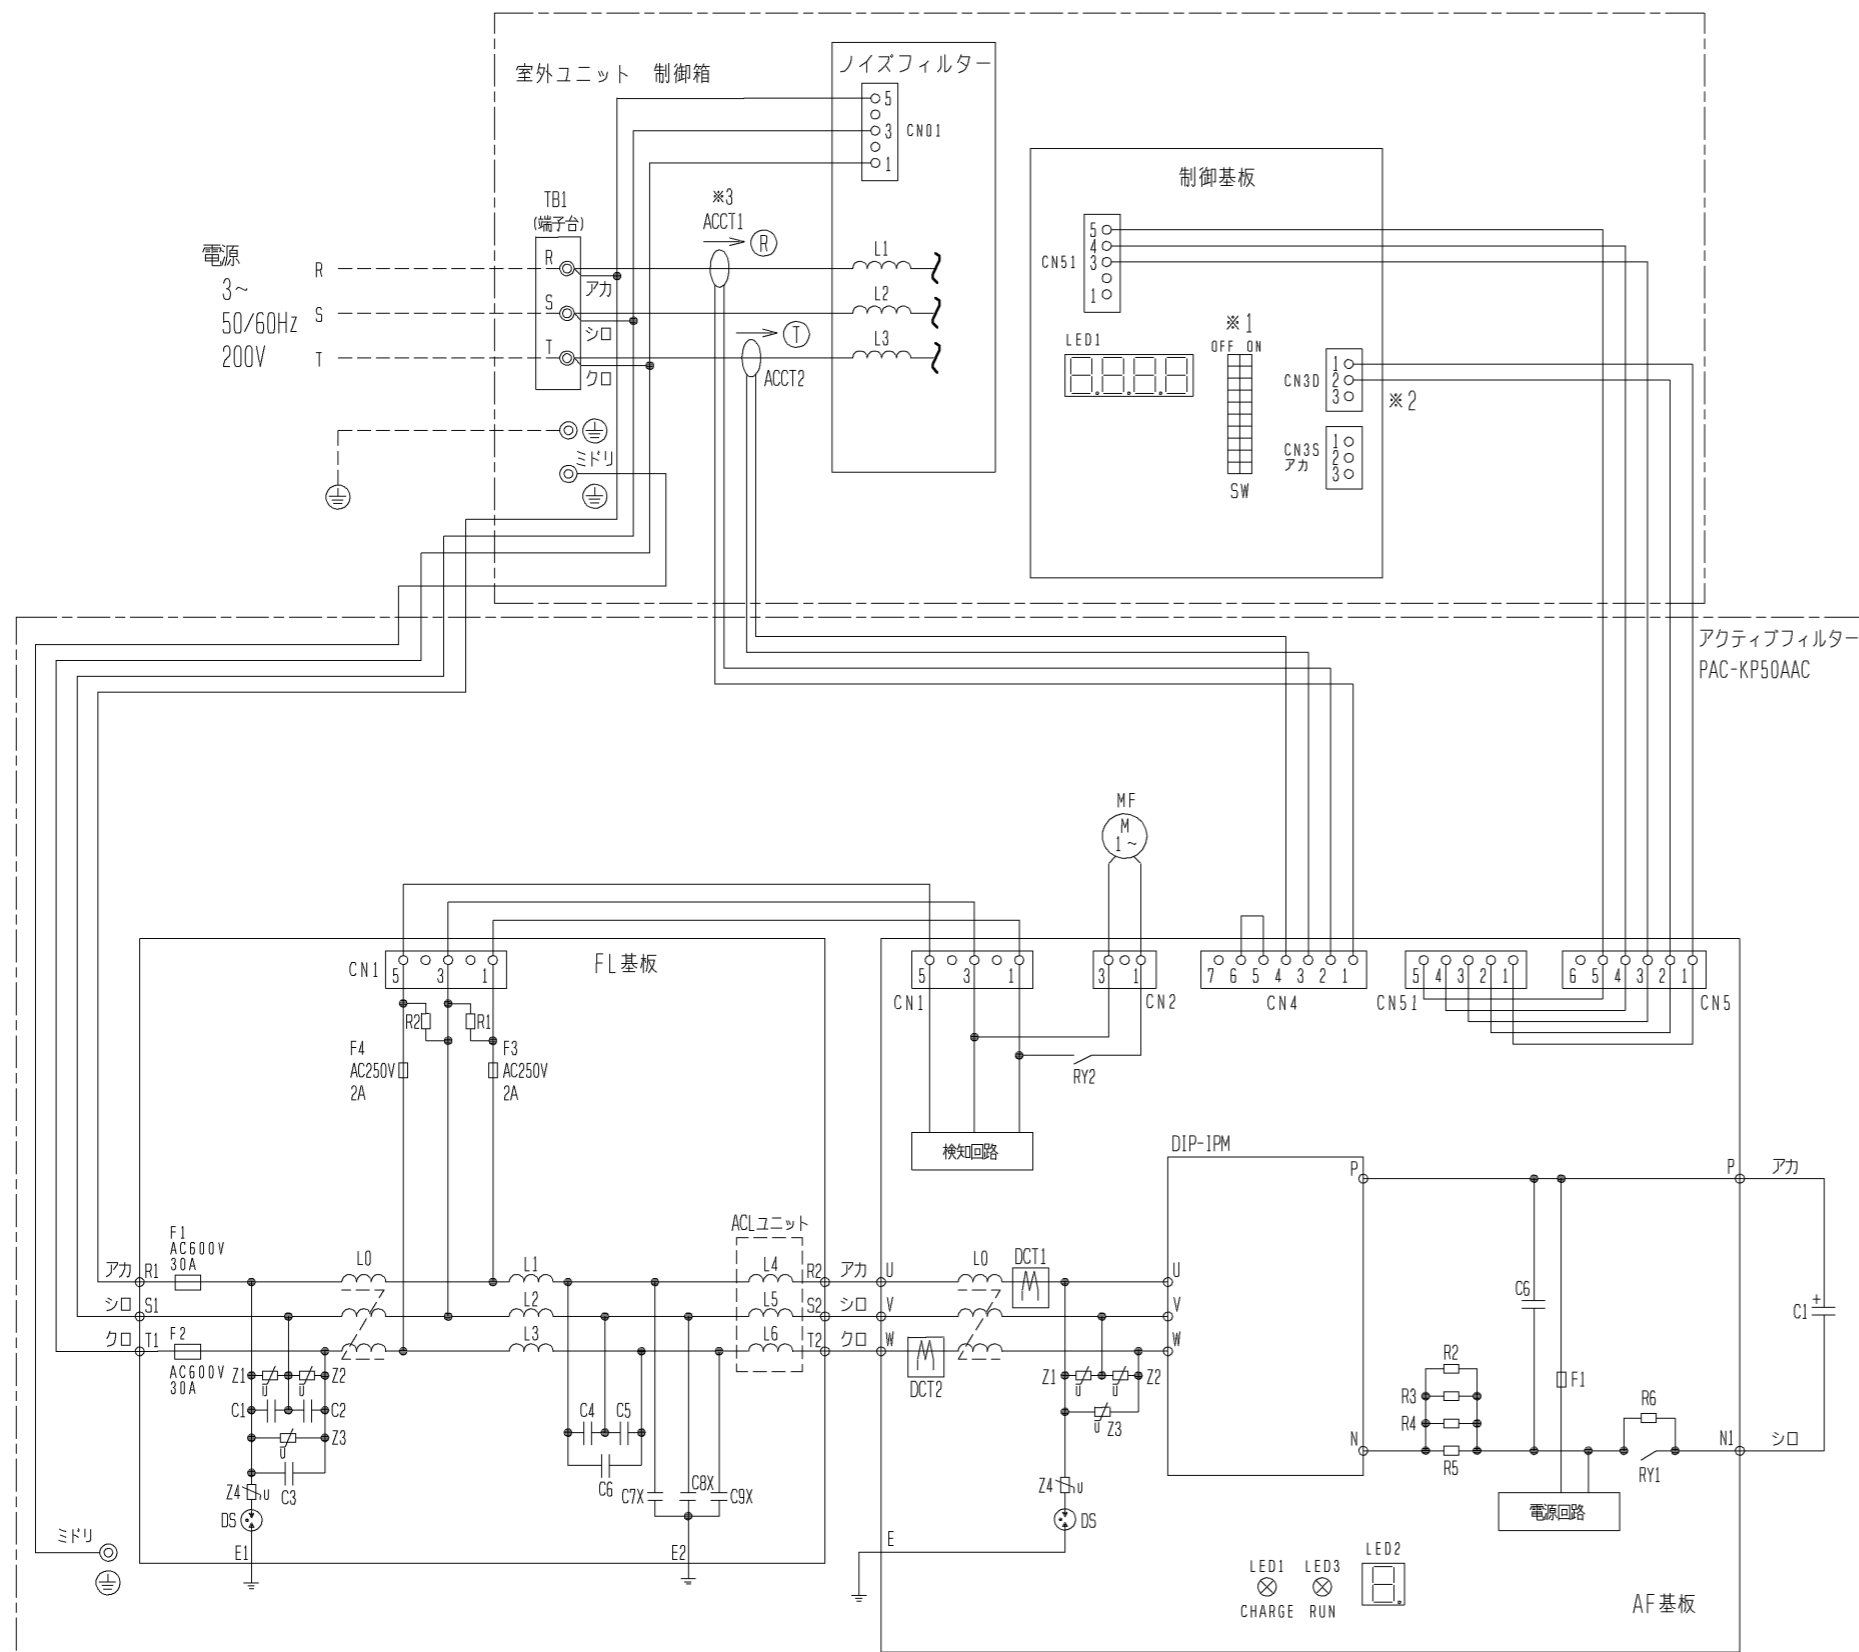 室外ユニット 制御箱
ノイズフィルター
5
3
1
CN01
制御基板
TB1
(端子台)
※3
ACCT1
R
電源
3~
50/60Hz
200V
R
S
T
R
S
T
アカ
シロ
クロ
ミドリ
T
ACCT2
L1
L2
L3
CN51
5
4
3
1
LED1
※1
OFF ON
SW
CN3D
1
2
3
※2
CN3S
アカ
1
2
3
アクティブフィルター
PAC-KP50AAC
MF
M
1~
CN1
5
3
1
FL基板
R2
R1
F4
AC250V
2A
F3
AC250V
2A
5
3
1
CN1
3
1
CN2
7
6
5
4
3
2
1
CN4
5
4
3
2
1
CN51
6
5
4
3
2
1
CN5
RY2
検知回路
DIP-IPM
P
P
アカ
ACLユニット
F1
AC600V
30A
アカ
R1
L0
L1
L4
R2
アカ
U
L0
DCT1
U
シロ
S1
L2
L5
S2
シロ
V
V
クロ
T1
F2
AC600V
30A
L3
L6
T2
クロ
W
DCT2
W
Z1
U
U
Z2
C1
C2
U
Z3
C3
Z4
U
DS
E1
C4
C5
C6
C7X
C8X
C9X
E2
Z1
U
U
Z2
U
Z3
Z4
U
DS
E
C6
C1
+
R2
R3
R4
R5
F1
R6
N
N1
シロ
RY1
電源回路
ミドリ
LED1
CHARGE
LED3
RUN
LED2
AF基板